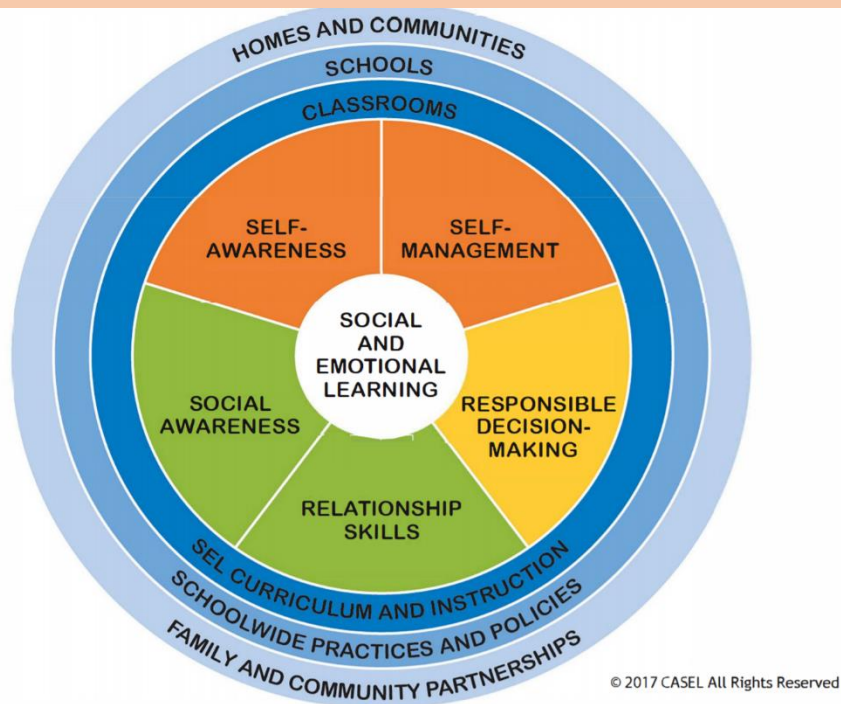 HOMES AND COMMUNITIES
SCHOOLS
CLASSROOMS
SELF-
AWARENESS
SELF-
MANAGEMENT
SOCIAL
AND
EMOTIONAL
LEARNING
SOCIAL
AWARENESS
RESPONSIBLE
DECISION-
MAKING
RELATIONSHIP
SKILLS
SEL CURRICULUM AND INSTRUCTION
SCHOOLWIDE PRACTICES AND POLICIES
FAMILY AND COMMUNITY PARTNERSHIPS
© 2017 CASEL All Rights Reserved